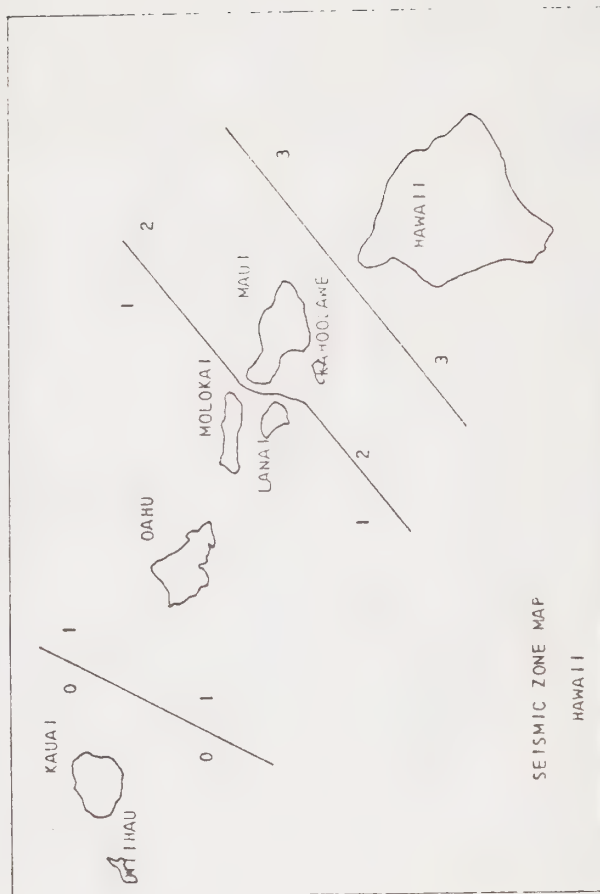 KAUAI
0 1
NIIHAU
0 1
OAHU
MOLOKAI
LANAI
1 2
MAUI
KAHOOLAWE
1 2
3
3
HAWAII
SEISMIC ZONE MAP
HAWAII